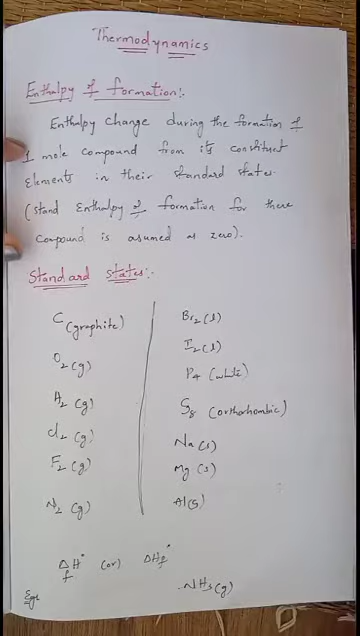 Thermodynamics
Enthalpy of formation:-
Enthalpy change during the formation of
1 mole compound from its constituent
Elements in their standard states.
(Stand Enthalpy of formation for these
compound is asumed as zero).
Standard states:-
C (graphite)
O2 (g)
H2 (g)
Cl2 (g)
F2 (g)
N2 (g)
Br2 (l)
I2 (l)
P4 (white)
S8 (orthorhombic)
Na (s)
Mg (s)
Al (s)
ΔfH° (or) ΔHf°
Eg:
NH3 (g)